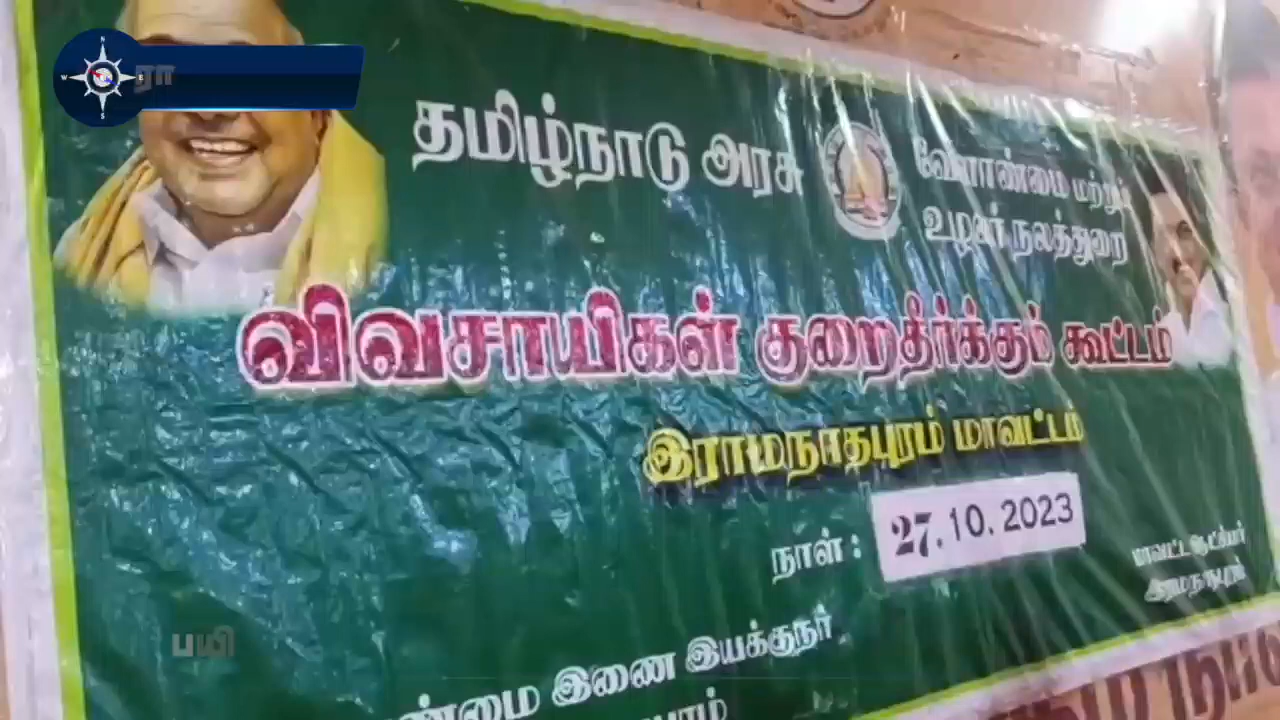 தமிழ்நாடு அரசு
வேளாண்மை மற்றும்
உழவர் நலத்துறை
விவசாயிகள் குறைதீர்க்கும் கூட்டம்
இராமநாதபுரம் மாவட்டம்
நாள் : 27.10.2023
மாவட்ட ஆட்சியர்
இராமநாதபுரம்
இணை இயக்குநர்
பயி
ரா